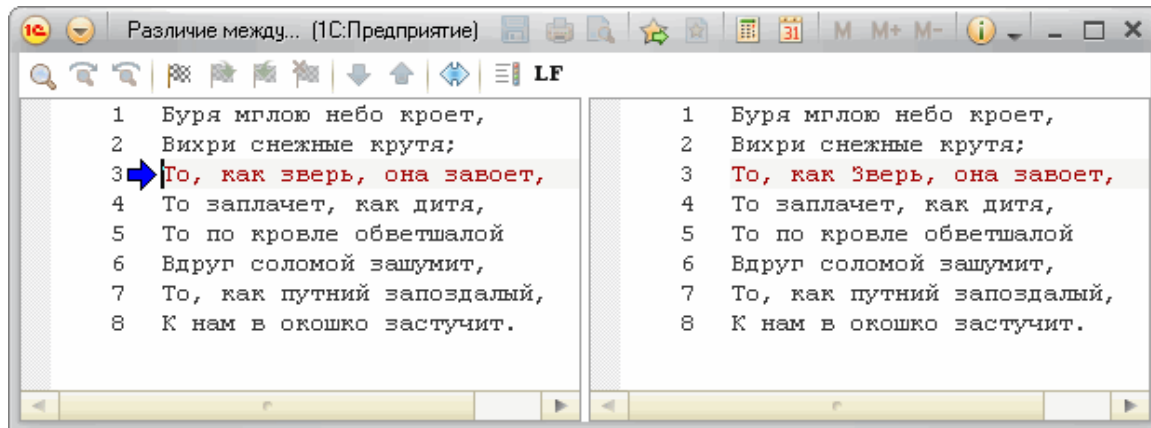 Различие между... (1С:Предприятие)
31 M M+ M-
LF
1 Буря мглою небо кроет,
2 Вихри снежные крутя;
3 То, как зверь, она завоет,
4 То заплачет, как дитя,
5 То по кровле обветшалой
6 Вдруг соломой зашумит,
7 То, как путний запоздалый,
8 К нам в окошко застучит.
1 Буря мглою небо кроет,
2 Вихри снежные крутя;
3 То, как Зверь, она завоет,
4 То заплачет, как дитя,
5 То по кровле обветшалой
6 Вдруг соломой зашумит,
7 То, как путний запоздалый,
8 К нам в окошко застучит.